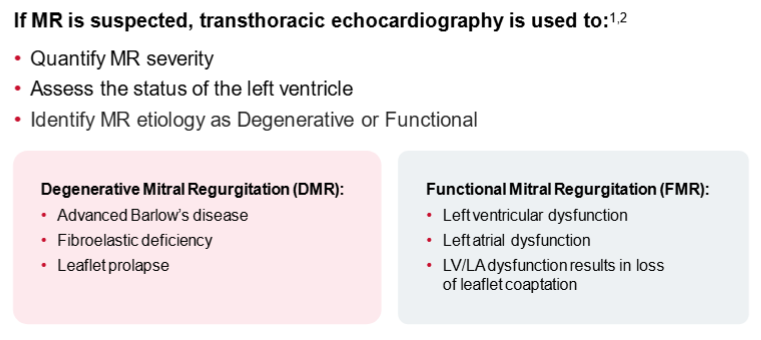 If MR is suspected, transthoracic echocardiography is used to:1,2
• Quantify MR severity
• Assess the status of the left ventricle
• Identify MR etiology as Degenerative or Functional
Degenerative Mitral Regurgitation (DMR):
• Advanced Barlow's disease
• Fibroelastic deficiency
• Leaflet prolapse
Functional Mitral Regurgitation (FMR):
• Left ventricular dysfunction
• Left atrial dysfunction
• LV/LA dysfunction results in loss
of leaflet coaptation